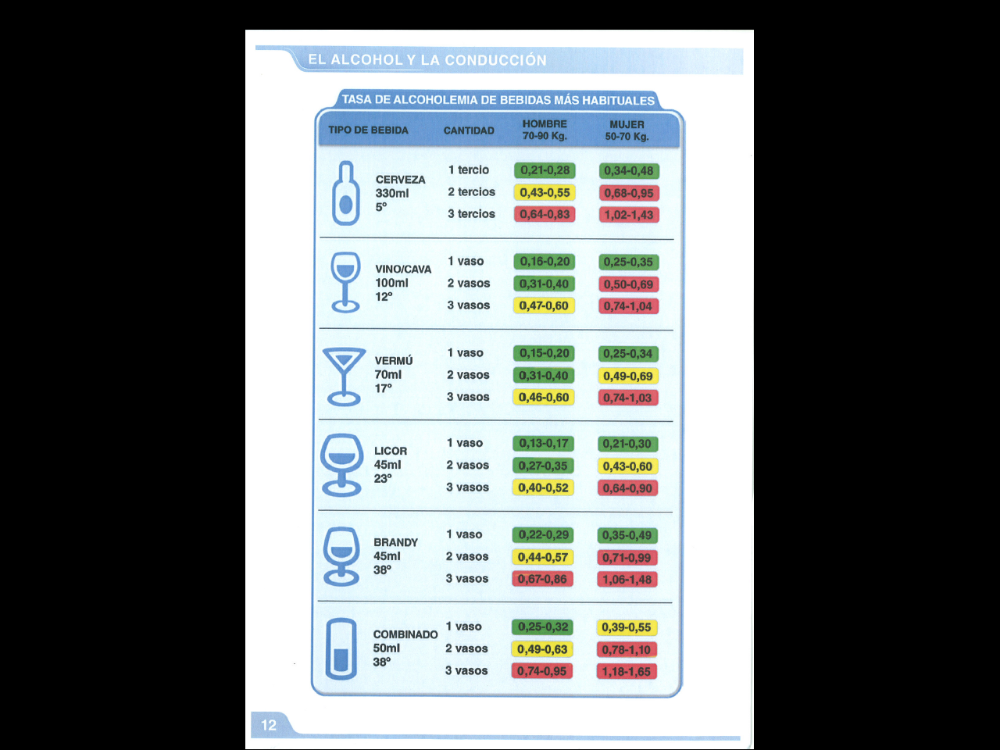 EL ALCOHOL Y LA CONDUCCIÓN
TASA DE ALCOHOLEMIA DE BEBIDAS MÁS HABITUALES
TIPO DE BEBIDA CANTIDAD HOMBRE 70-90 Kg. MUJER 50-70 Kg.
CERVEZA
330ml
5º
1 tercio 0,21-0,28 0,34-0,48
2 tercios 0,43-0,55 0,68-0,95
3 tercios 0,64-0,83 1,02-1,43
VINO/CAVA
100ml
12º
1 vaso 0,16-0,20 0,25-0,35
2 vasos 0,31-0,40 0,50-0,69
3 vasos 0,47-0,60 0,74-1,04
VERMÚ
70ml
17º
1 vaso 0,15-0,20 0,25-0,34
2 vasos 0,31-0,40 0,49-0,69
3 vasos 0,46-0,60 0,74-1,03
LICOR
45ml
23º
1 vaso 0,13-0,17 0,21-0,30
2 vasos 0,27-0,35 0,43-0,60
3 vasos 0,40-0,52 0,64-0,90
BRANDY
45ml
38º
1 vaso 0,22-0,29 0,35-0,49
2 vasos 0,44-0,57 0,71-0,99
3 vasos 0,67-0,86 1,06-1,48
COMBINADO
50ml
38º
1 vaso 0,25-0,32 0,39-0,55
2 vasos 0,49-0,63 0,78-1,10
3 vasos 0,74-0,95 1,18-1,65
12